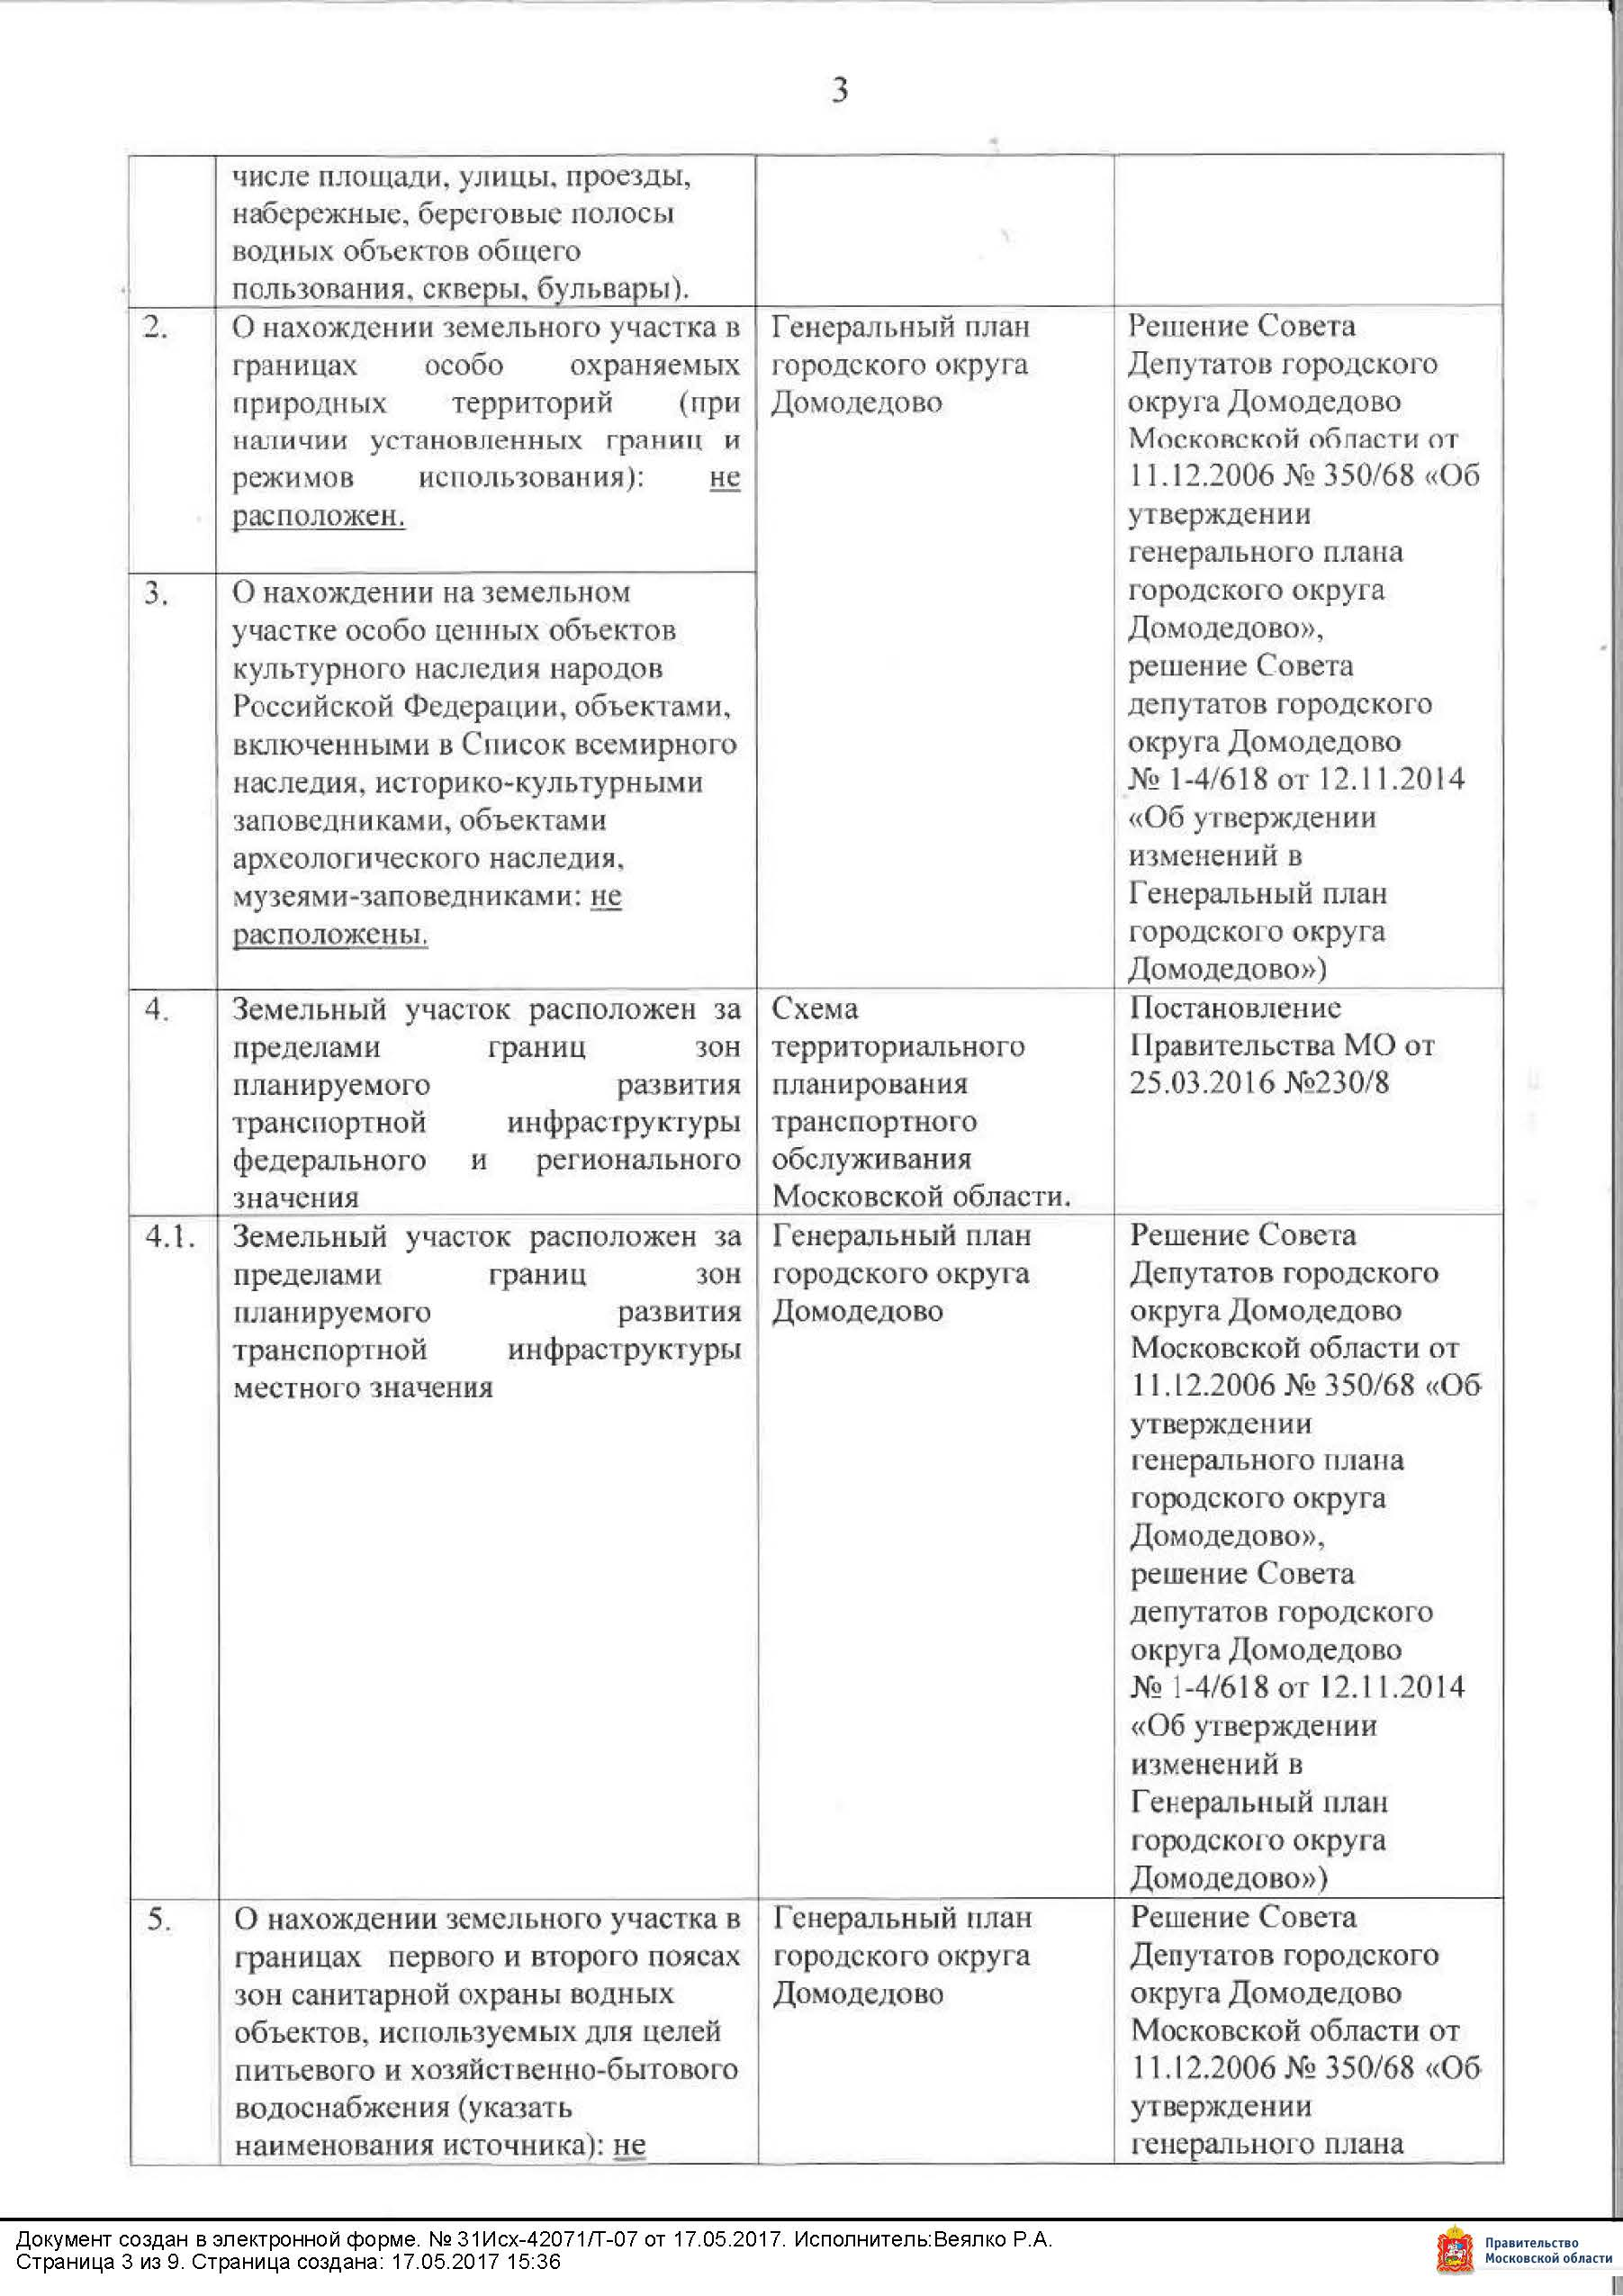 3
числе площади, улицы, проезды,
набережные, береговые полосы
водных объектов общего
пользования, скверы, бульвары).
2.
О нахождении земельного участка в
границах особо охраняемых
природных территорий (при
наличии установленных границ и
режимов использования): не
расположен.
Генеральный план
городского округа
Домодедово
Решение Совета
Депутатов городского
округа Домодедово
Московской области от
11.12.2006 № 350/68 «Об
утверждении
генерального плана
городского округа
Домодедово»,
решение Совета
депутатов городского
округа Домодедово
№ 1-4/618 от 12.11.2014
«Об утверждении
изменений в
Генеральный план
городского округа
Домодедово»)
3.
О нахождении на земельном
участке особо ценных объектов
культурного наследия народов
Российской Федерации, объектами,
включенными в Список всемирного
наследия, историко-культурными
заповедниками, объектами
археологического наследия,
музеями-заповедниками: не
расположены.
4.
Земельный участок расположен за
пределами границ зон
планируемого развития
транспортной инфраструктуры
федерального и регионального
значения
Схема
территориального
планирования
транспортного
обслуживания
Московской области.
Постановление
Правительства МО от
25.03.2016 №230/8
4.1.
Земельный участок расположен за
пределами границ зон
планируемого развития
транспортной инфраструктуры
местного значения
Генеральный план
городского округа
Домодедово
Решение Совета
Депутатов городского
округа Домодедово
Московской области от
11.12.2006 № 350/68 «Об
утверждении
генерального плана
городского округа
Домодедово»,
решение Совета
депутатов городского
округа Домодедово
№ 1-4/618 от 12.11.2014
«Об утверждении
изменений в
Генеральный план
городского округа
Домодедово»)
5.
О нахождении земельного участка в
границах первого и второго поясах
зон санитарной охраны водных
объектов, используемых для целей
питьевого и хозяйственно-бытового
водоснабжения (указать
наименования источника): не
Генеральный план
городского округа
Домодедово
Решение Совета
Депутатов городского
округа Домодедово
Московской области от
11.12.2006 № 350/68 «Об
утверждении
генерального плана
Документ создан в электронной форме. № 31Исх-42071/Т-07 от 17.05.2017. Исполнитель:Веялко Р.А.
Страница 3 из 9. Страница создана: 17.05.2017 15:36
Правительство
Московской области